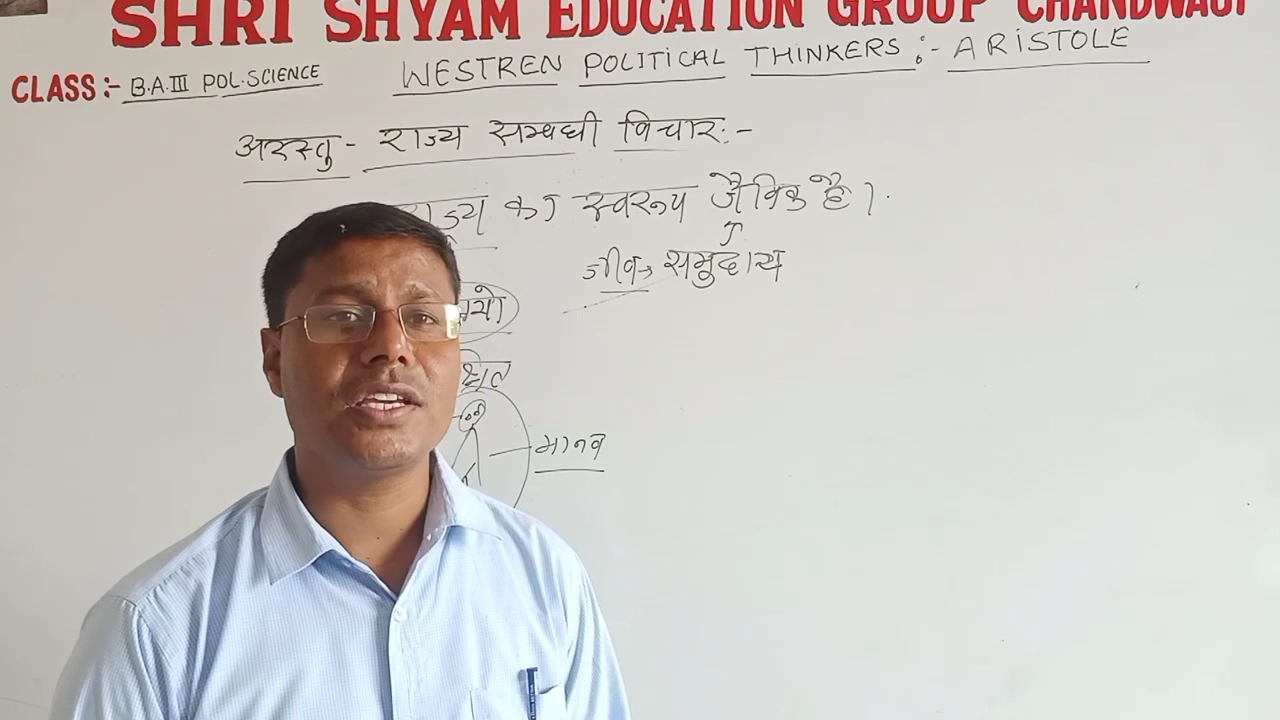 SHRI SHYAM EDUCATION GROUP CHANDWAJI
CLASS:- B.A.III POL.SCIENCE WESTREN POLITICAL THINKERS:- ARISTOLE
अरस्तु - राज्य सम्बधी विचार:-
राज्य का स्वरूप जैविक है।
जीव→ समुदाय
मानव